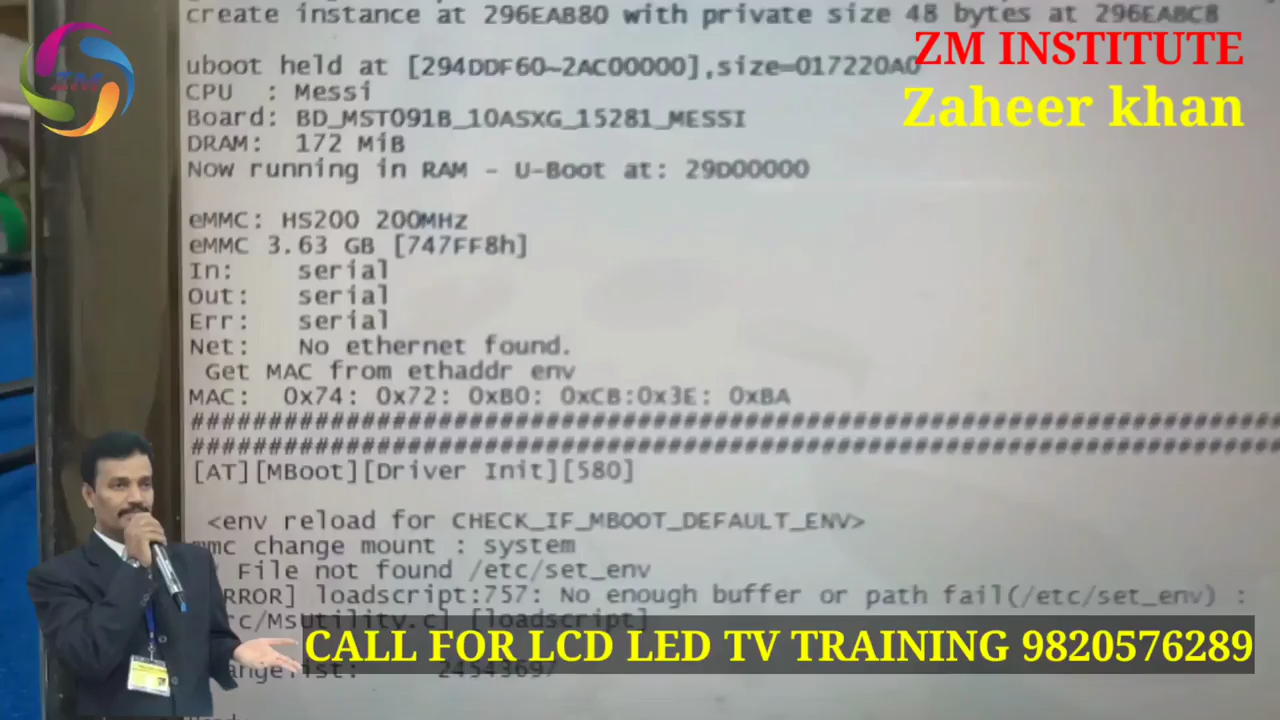 create instance at 296EAB80 with private size 48 bytes at 296EABC8
ZM INSTITUTE
uboot held at [294DDF60~2AC00000],size=017220A0
CPU : Messi
Zaheer khan
Board: BD_MST091B_10ASXG_15281_MESSI
DRAM: 172 MiB
Now running in RAM - U-Boot at: 29D00000
eMMC: HS200 200MHz
eMMC 3.63 GB [747FF8h]
In: serial
Out: serial
Err: serial
Net: No ethernet found.
Get MAC from ethaddr env
MAC: 0x74: 0x72: 0xB0: 0xCB:0x3E: 0xBA
################################################################################
################################################################################
[AT][MBoot][Driver Init][580]
<env reload for CHECK_IF_MBOOT_DEFAULT_ENV>
mmc change mount : system
File not found /etc/set_env
RROR] loadscript:757: No enough buffer or path fail(/etc/set_env) :
rc/MsUtility.c] [loadscript]
CALL FOR LCD LED TV TRAINING 9820576289